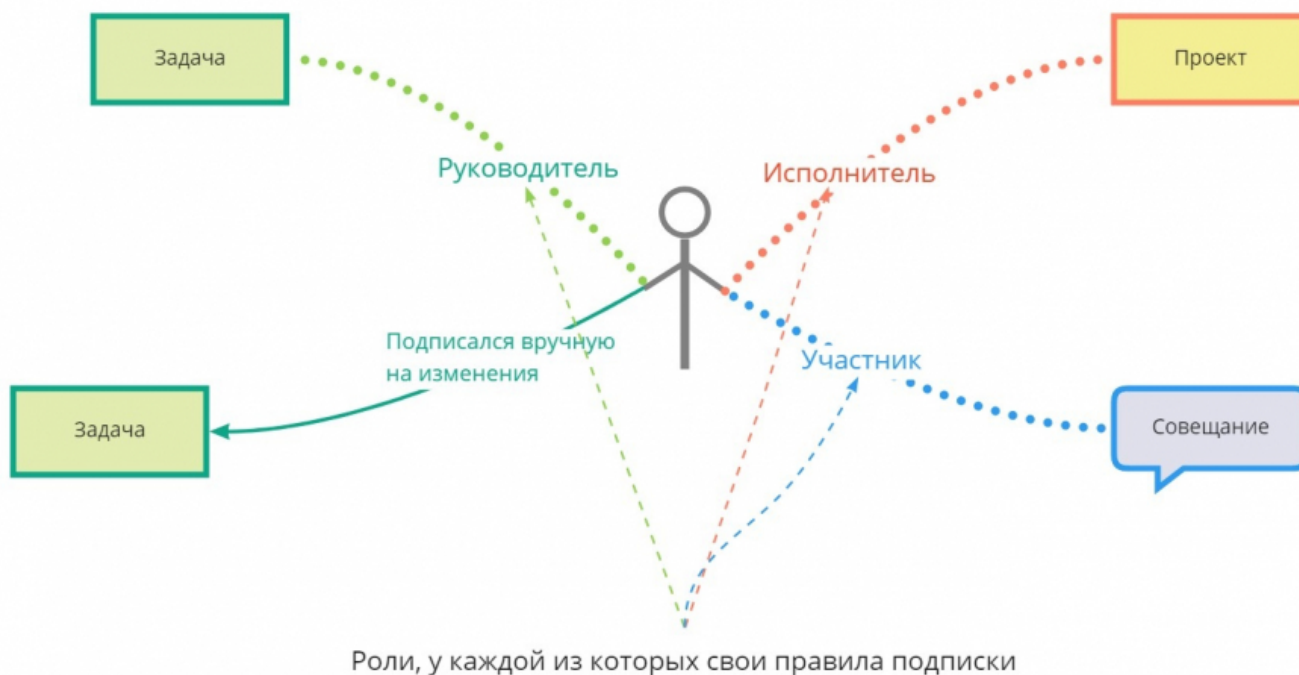 Задача
Проект
Руководитель
Исполнитель
Подписался вручную
на изменения
Участник
Задача
Совещание
Роли, у каждой из которых свои правила подписки